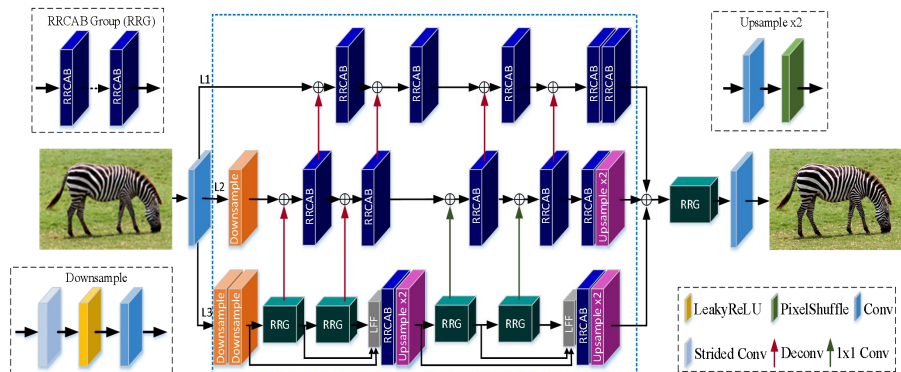 RRCAB Group (RRG)
RRCAB
RRCAB
Upsample x2
L1
RRCAB
RRCAB
RRCAB
RRCAB
RRCAB
L2
Downsample
RRCAB
RRCAB
RRCAB
RRCAB
RRCAB
Upsample x2
RRG
Downsample
L3
Downsample
Downsample
RRG
RRG
LFF
RRCAB
Upsample x2
RRG
RRG
LFF
RRCAB
Upsample x2
LeakyReLU
PixelShuffle
Conv
Strided Conv
Deconv
1x1 Conv